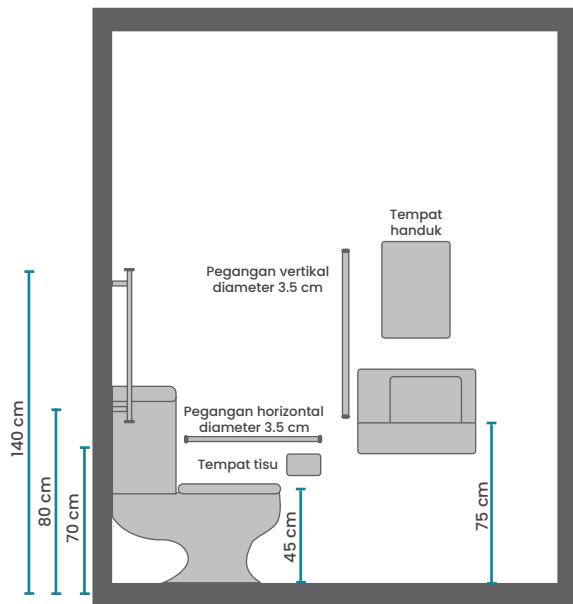 Tempat
handuk
Pegangan vertikal
diameter 3.5 cm
Pegangan horizontal
diameter 3.5 cm
Tempat tisu
140 cm
80 cm
70 cm
45 cm
75 cm